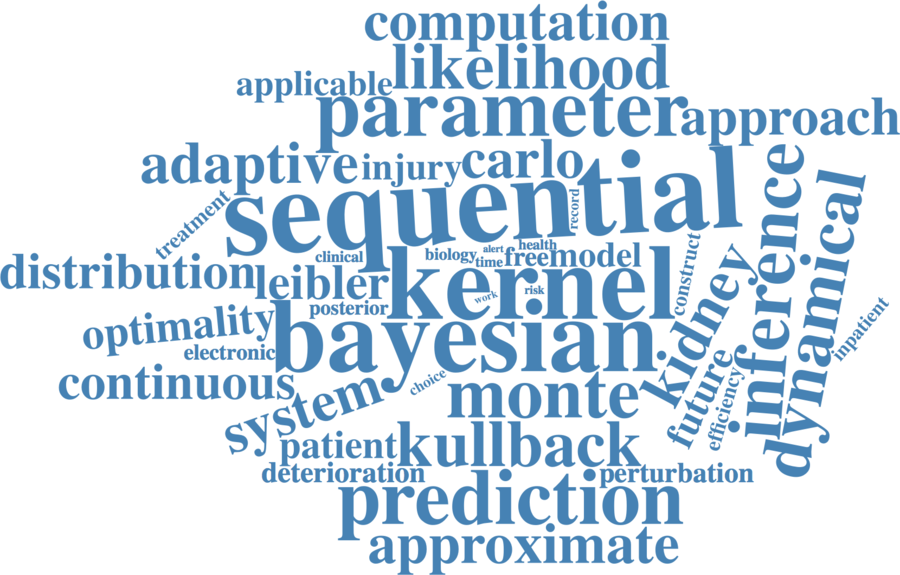 computation
likelihood
applicable
parameter
approach
adaptive
injury
carlo
sequential
treatment
record
inference
dynamical
clinical
biology
alert
health
time
free
model
construct
distribution
leibler
kernel
work
risk
kidney
posterior
optimality
bayesian
electronic
inpatient
continuous
choice
monte
future
efficiency
system
patient
kullback
deterioration
perturbation
prediction
approximate